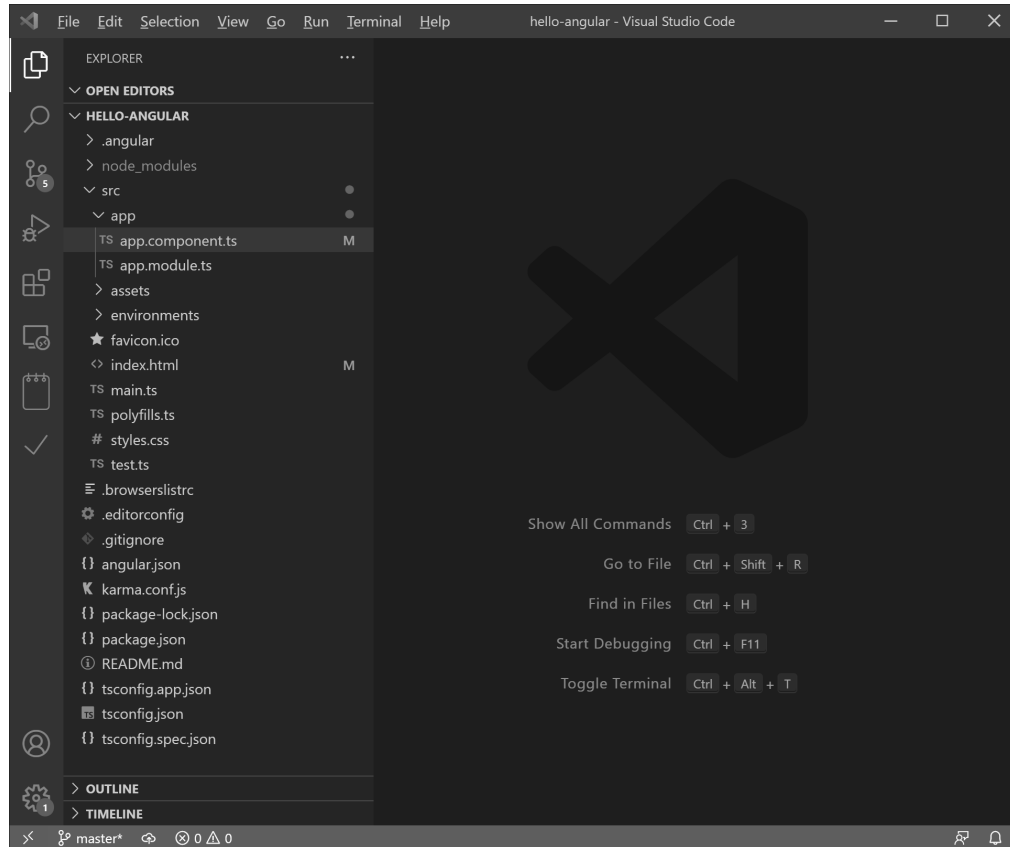 File Edit Selection View Go Run Terminal Help hello-angular - Visual Studio Code
EXPLORER
OPEN EDITORS
HELLO-ANGULAR
.angular
node_modules
src
app
TS app.component.ts M
TS app.module.ts
assets
environments
favicon.ico
<> index.html M
TS main.ts
TS polyfills.ts
# styles.css
TS test.ts
.browserslistrc
.editorconfig
.gitignore
{} angular.json
K karma.conf.js
{} package-lock.json
{} package.json
README.md
{} tsconfig.app.json
TS tsconfig.json
{} tsconfig.spec.json
OUTLINE
TIMELINE
5
1
Show All Commands Ctrl + 3
Go to File Ctrl + Shift + R
Find in Files Ctrl + H
Start Debugging Ctrl + F11
Toggle Terminal Ctrl + Alt + T
master* 0 0